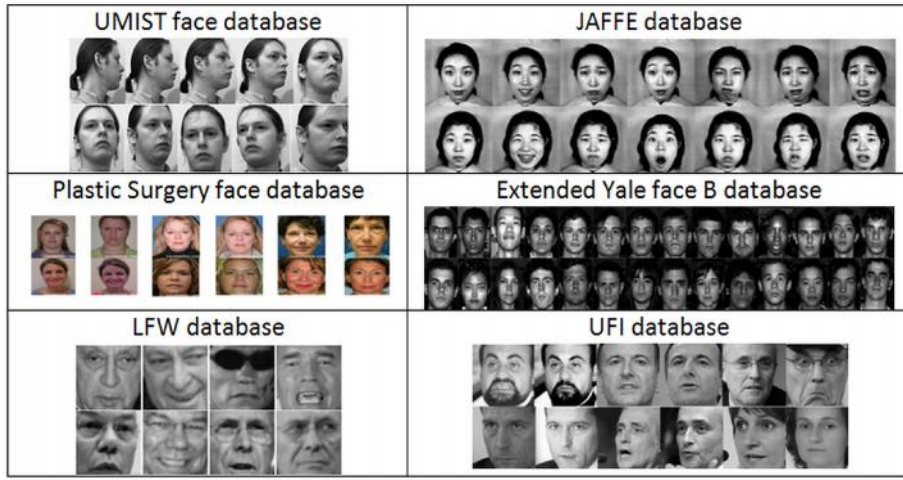 UMIST face database
JAFFE database
Plastic Surgery face database
Extended Yale face B database
LFW database
UFI database